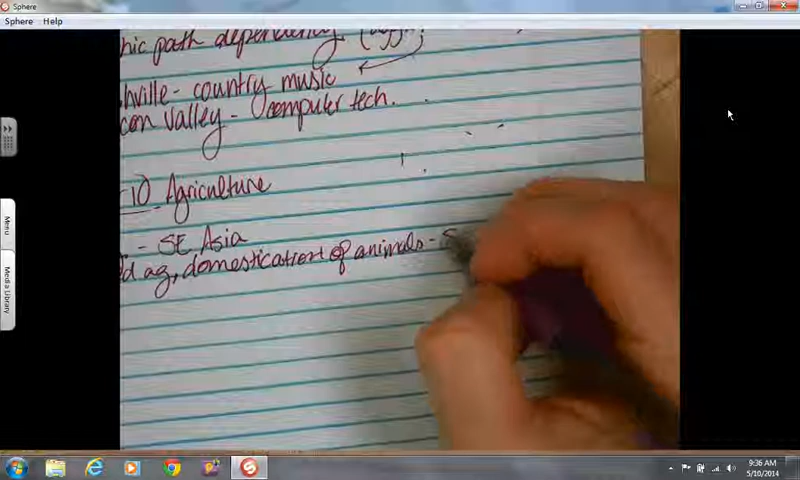 Sphere
Sphere Help
hic path dependency
hville- country music
con valley - computer tech.
-10 Agriculture
- SE Asia
d ag, domestication of animals - S
Menu
Media Library
9:36 AM
5/10/2014